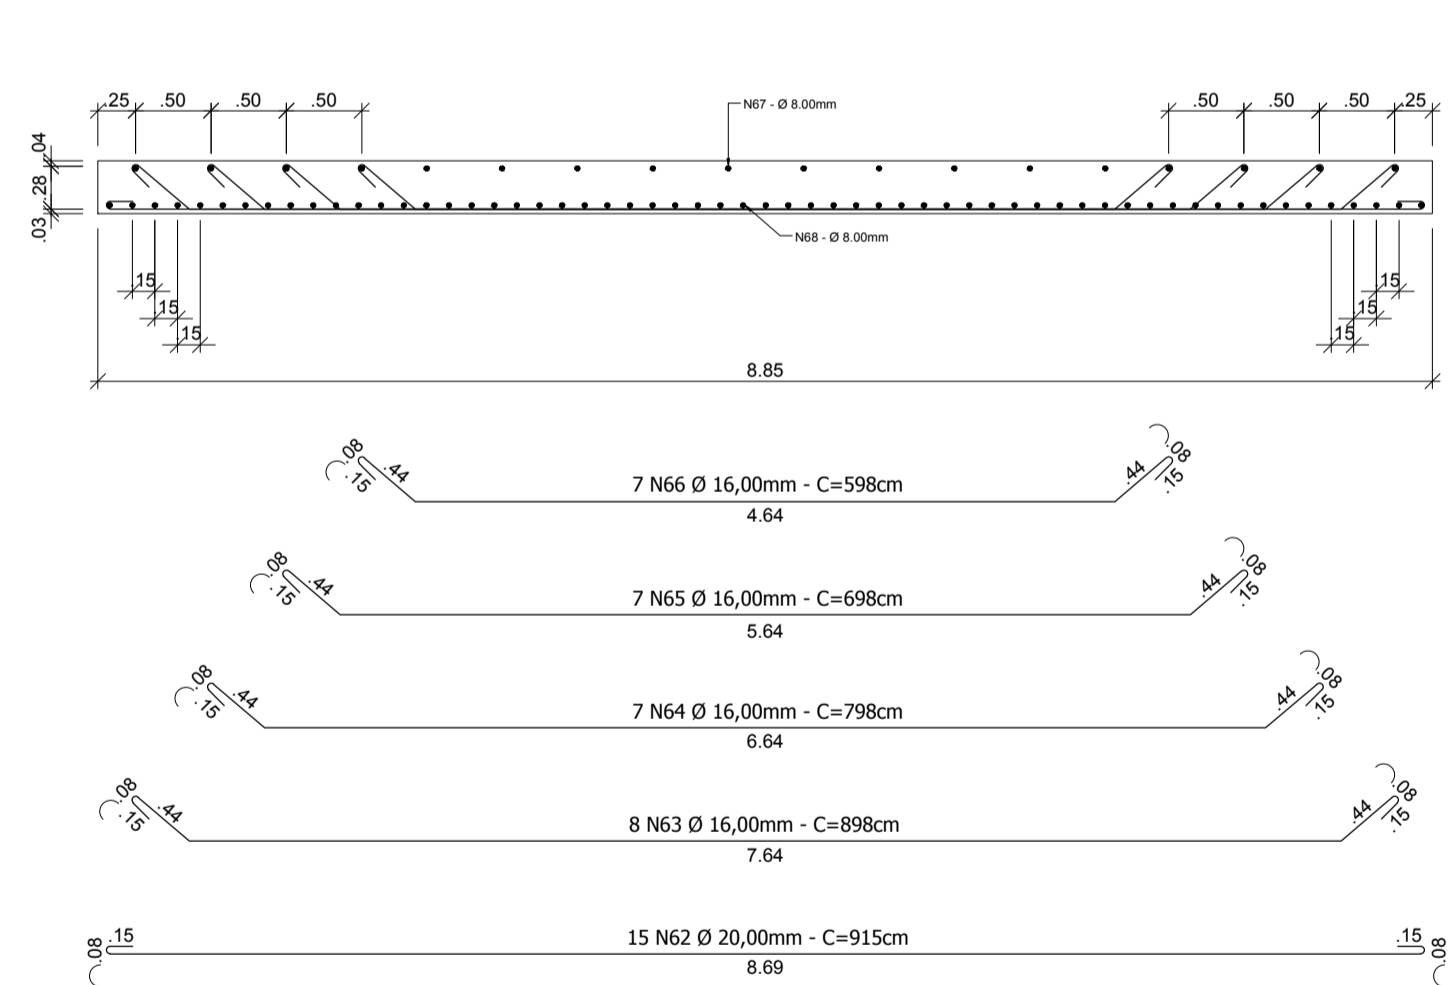 .25 .50 .50 .50
N67 - Ø 8.00mm
.50 .50 .50 .25
.04
.28
.03
N68 - Ø 8.00mm
.15 .15
.15 .15
.15 .15
8.85
.08 .15 .44
7 N66 Ø 16,00mm - C=598cm
.44 .08 .15
4.64
.08 .15 .44
7 N65 Ø 16,00mm - C=698cm
.44 .08 .15
5.64
.08 .15 .44
7 N64 Ø 16,00mm - C=798cm
.44 .08 .15
6.64
.08 .15 .44
8 N63 Ø 16,00mm - C=898cm
.44 .08 .15
7.64
.08 .15
15 N62 Ø 20,00mm - C=915cm
.15 .08
8.69